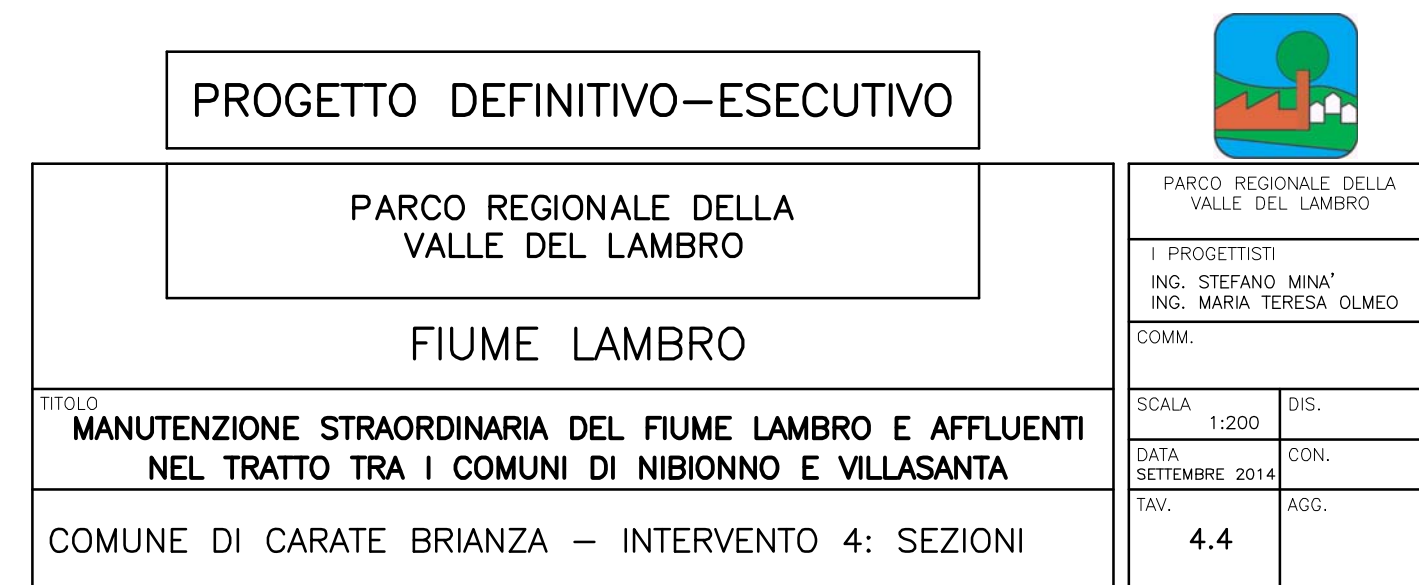 PROGETTO DEFINITIVO–ESECUTIVO
PARCO REGIONALE DELLA
VALLE DEL LAMBRO
FIUME LAMBRO
TITOLO
MANUTENZIONE STRAORDINARIA DEL FIUME LAMBRO E AFFLUENTI
NEL TRATTO TRA I COMUNI DI NIBIONNO E VILLASANTA
COMUNE DI CARATE BRIANZA – INTERVENTO 4: SEZIONI
PARCO REGIONALE DELLA
VALLE DEL LAMBRO
I PROGETTISTI
ING. STEFANO MINA'
ING. MARIA TERESA OLMEO
COMM.
SCALA
1:200
DIS.
DATA
SETTEMBRE 2014
CON.
TAV.
4.4
AGG.